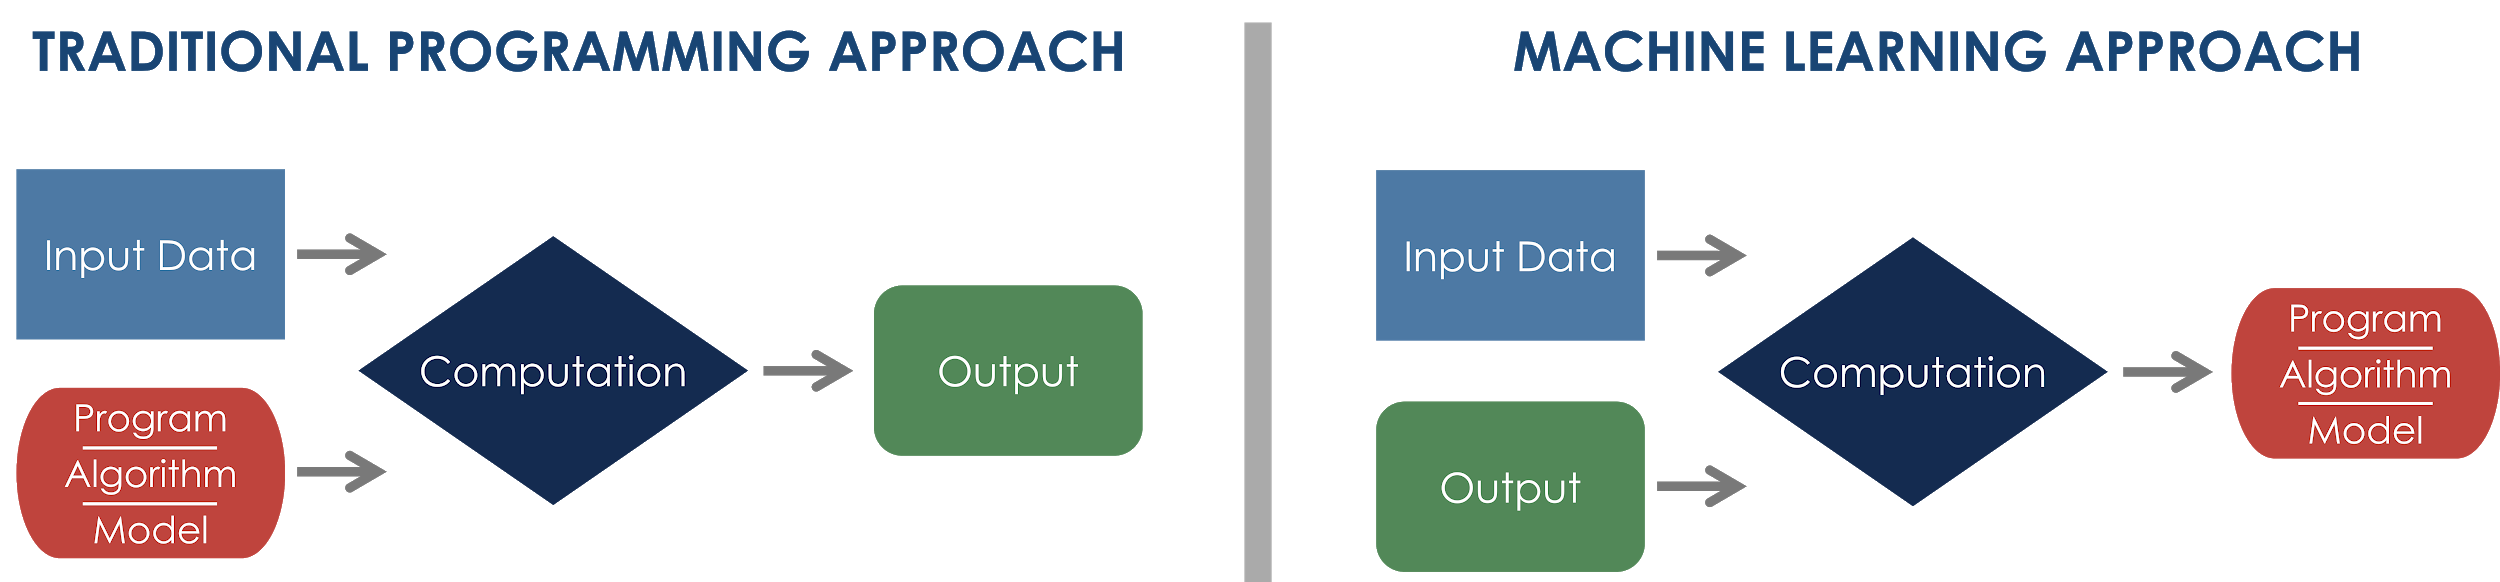 TRADITIONAL PROGRAMMING APPROACH
Input Data
Program
Algorithm
Model
Computation
Output
MACHINE LEARNING APPROACH
Input Data
Output
Computation
Program
Algorithm
Model